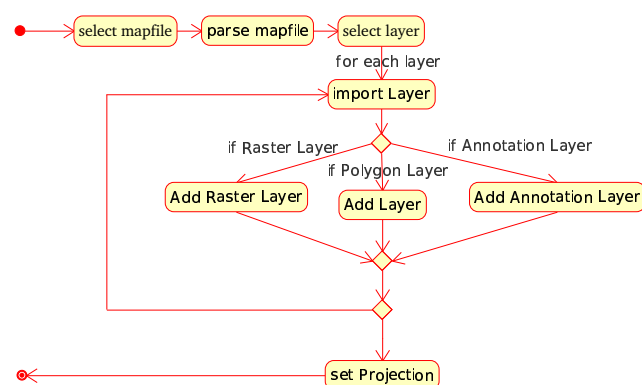 select mapfile
parse mapfile
select layer
for each layer
import Layer
if Raster Layer
if Annotation Layer
if Polygon Layer
Add Raster Layer
Add Layer
Add Annotation Layer
set Projection